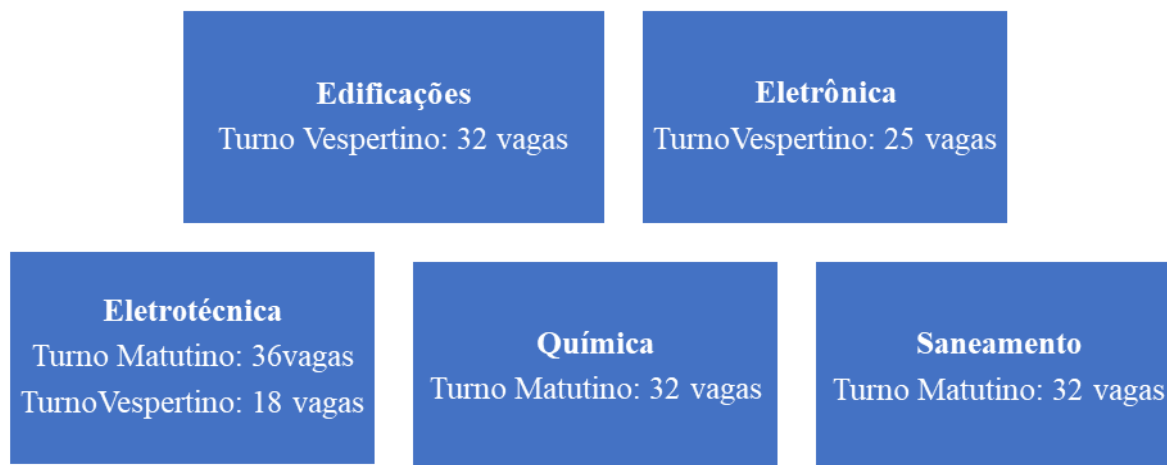 Edificações
Turno Vespertino: 32 vagas
Eletrônica
TurnoVespertino: 25 vagas
Eletrotécnica
Turno Matutino: 36vagas
TurnoVespertino: 18 vagas
Química
Turno Matutino: 32 vagas
Saneamento
Turno Matutino: 32 vagas